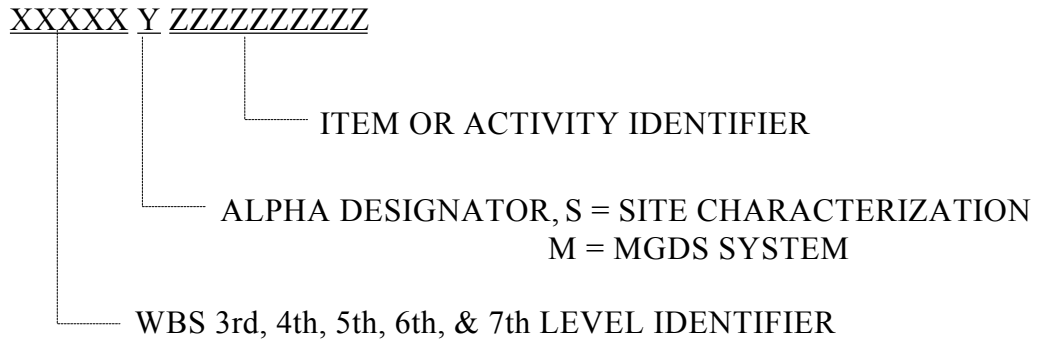 XXXXX Y ZZZZZZZZZZ
ITEM OR ACTIVITY IDENTIFIER
ALPHA DESIGNATOR, S = SITE CHARACTERIZATION
M = MGDS SYSTEM
WBS 3rd, 4th, 5th, 6th, & 7th LEVEL IDENTIFIER